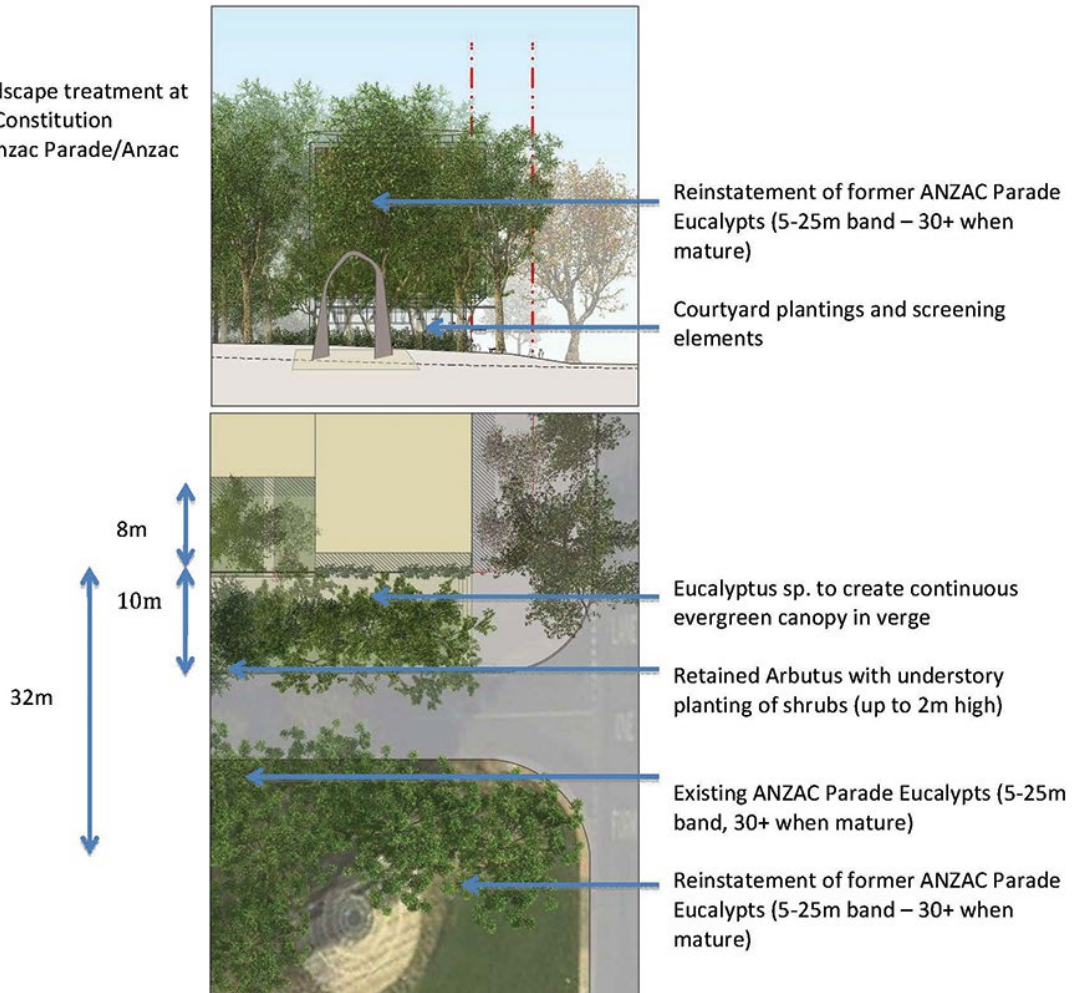 dscape treatment at
Constitution
nzac Parade/Anzac
Reinstatement of former ANZAC Parade
Eucalypts (5-25m band – 30+ when
mature)
Courtyard plantings and screening
elements
8m
10m
32m
Eucalyptus sp. to create continuous
evergreen canopy in verge
Retained Arbutus with understory
planting of shrubs (up to 2m high)
Existing ANZAC Parade Eucalypts (5-25m
band, 30+ when mature)
Reinstatement of former ANZAC Parade
Eucalypts (5-25m band – 30+ when
mature)